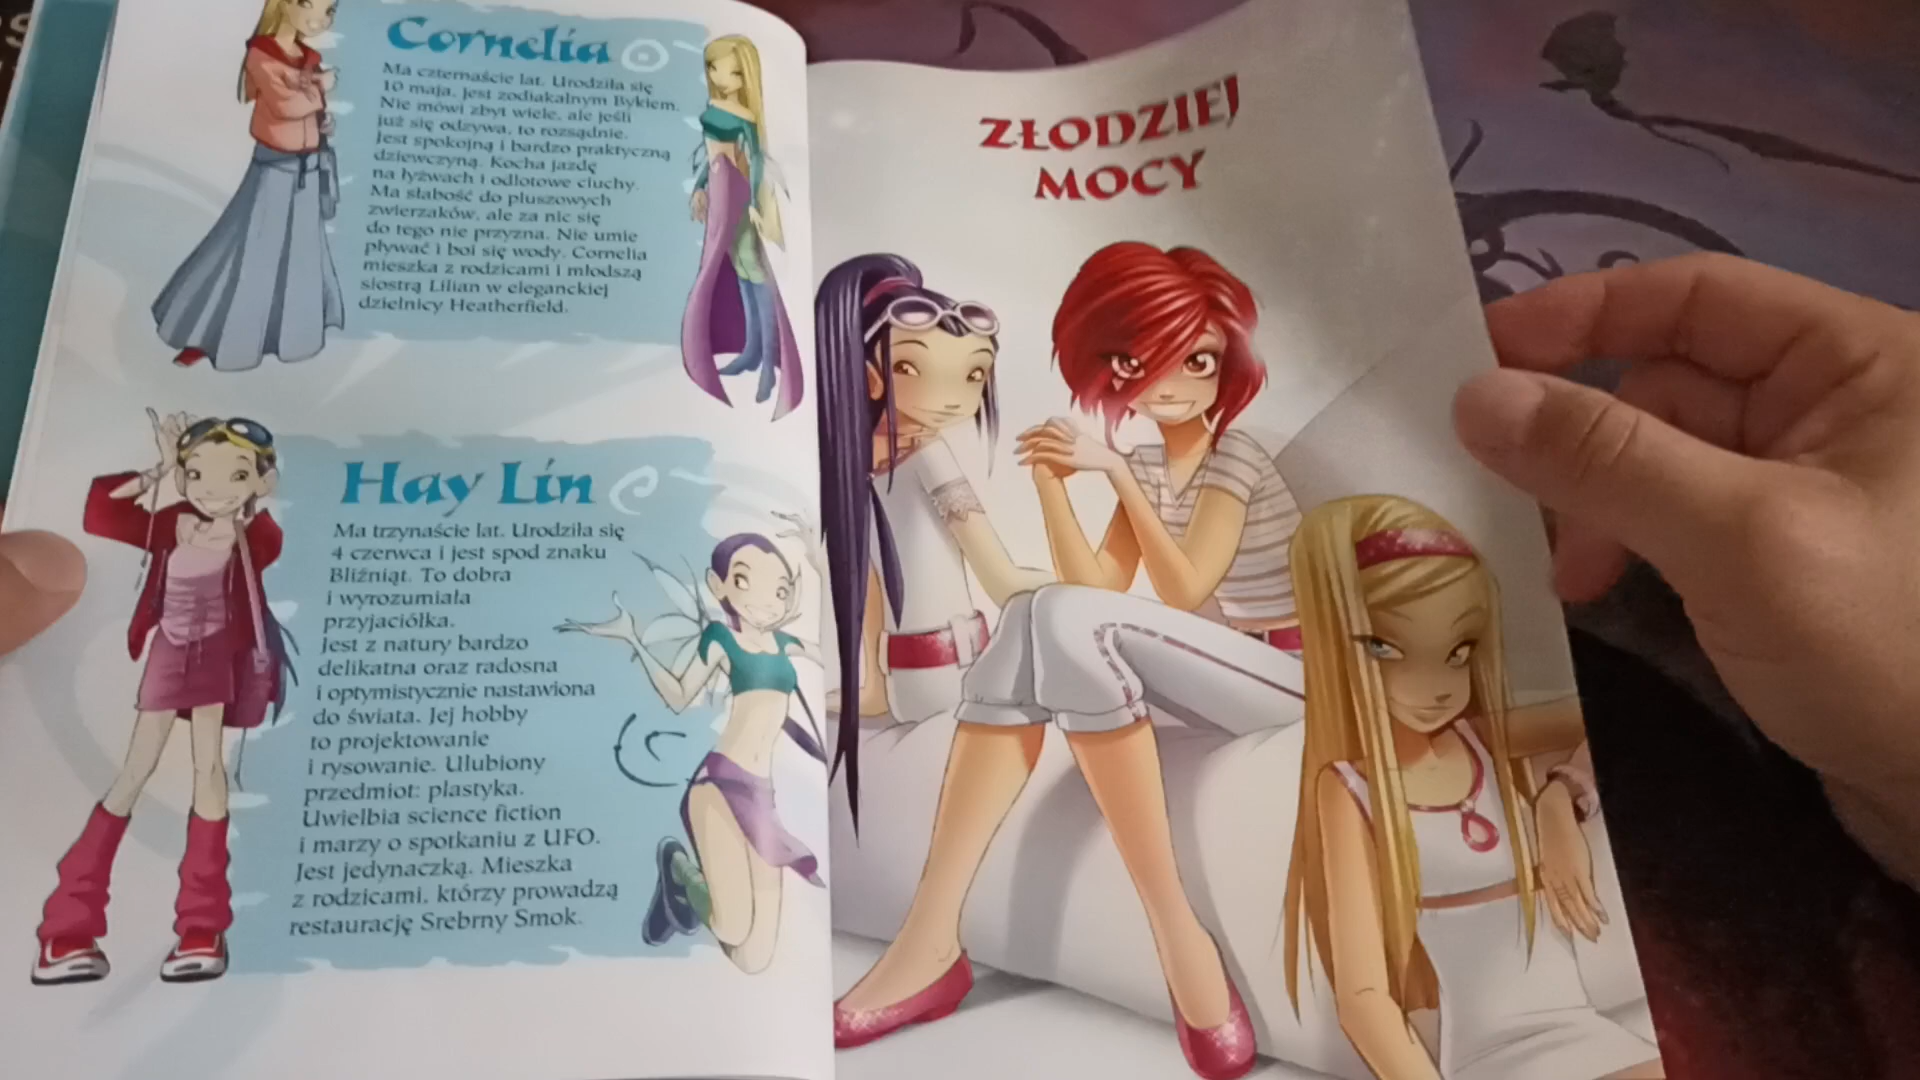 Cornelia
Ma czternaście lat. Urodziła się
10 maja, jest zodiakalnym Bykiem.
Nie mówi zbyt wiele, ale jeśli
już się odzywa, to rozsądnie.
Jest spokojną i bardzo praktyczną
dziewczyną. Kocha jazdę
na łyżwach i odlotowe ciuchy.
Ma słabość do pluszowych
zwierzaków, ale za nic się
do tego nie przyzna. Nie umie
pływać i boi się wody. Cornelia
mieszka z rodzicami i młodszą
siostrą Lilian w eleganckiej
dzielnicy Heatherfield.
Hay Lin
Ma trzynaście lat. Urodziła się
4 czerwca i jest spod znaku
Bliźniąt. To dobra
i wyrozumiała
przyjaciółka.
Jest z natury bardzo
delikatna oraz radosna
i optymistycznie nastawiona
do świata. Jej hobby
to projektowanie
i rysowanie. Ulubiony
przedmiot: plastyka.
Uwielbia science fiction
i marzy o spotkaniu z UFO.
Jest jedynaczką. Mieszka
z rodzicami, którzy prowadzą
restaurację Srebrny Smok.
ZŁODZIEJ
MOCY